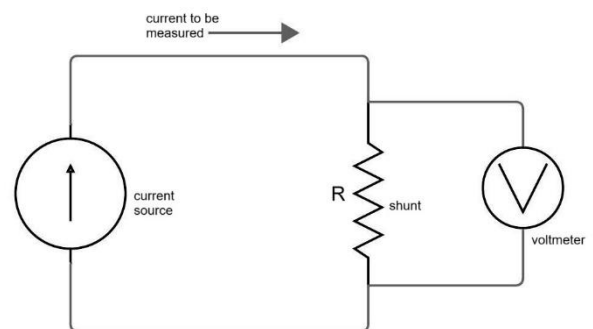 current to be
measured
current
source
R
shunt
V
voltmeter